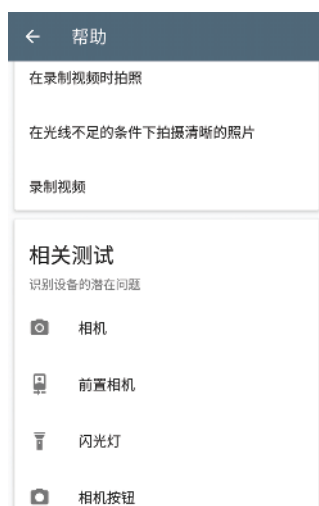 帮助
在录制视频时拍照
在光线不足的条件下拍摄清晰的照片
录制视频
相关测试
识别设备的潜在问题
相机
前置相机
闪光灯
相机按钮